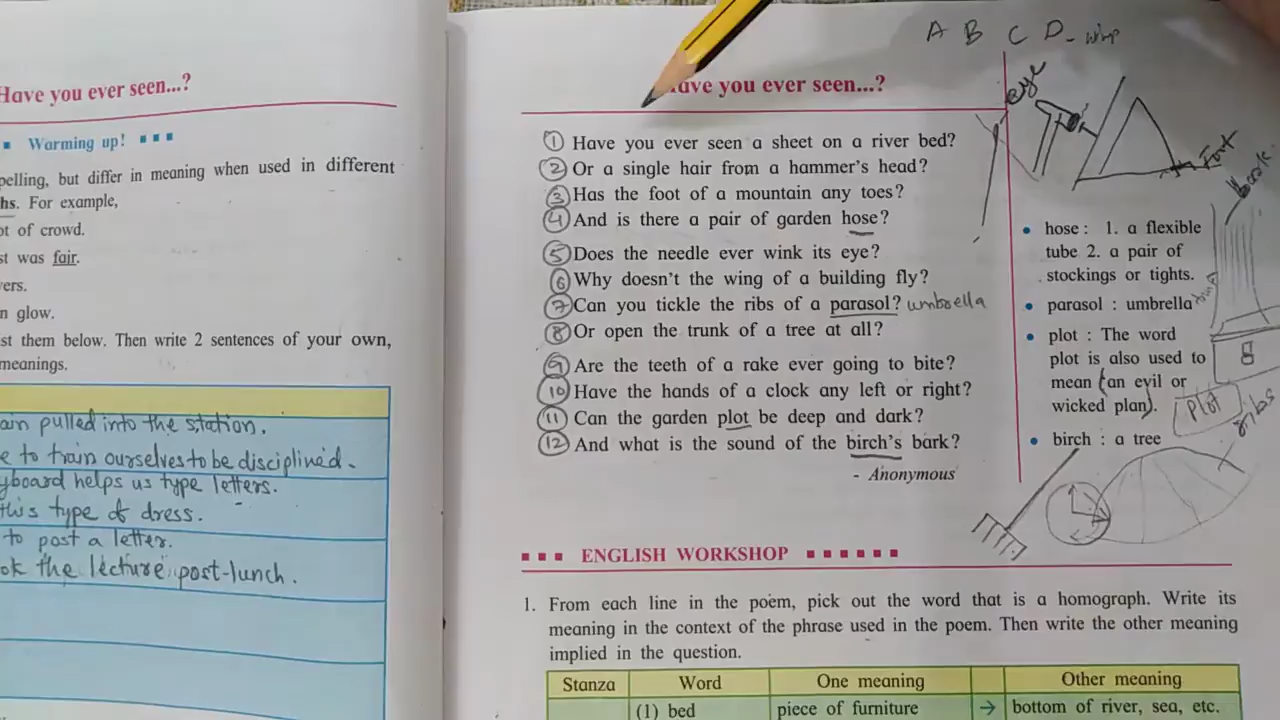 Have you ever seen...?
Warming up!
pelling, but differ in meaning when used in different
hs. For example,
ot of crowd.
st was fair.
vers.
n glow.
st them below. Then write 2 sentences of your own,
meanings.
ain pulled into the station.
e to train ourselves to be disciplined.
yboard helps us type letters.
this type of dress.
to post a letter.
ok the lecture post-lunch.
A B C D - wimp
ave you ever seen...?
① Have you ever seen a sheet on a river bed?
② Or a single hair from a hammer's head?
③ Has the foot of a mountain any toes?
④ And is there a pair of garden hose?
⑤ Does the needle ever wink its eye?
⑥ Why doesn't the wing of a building fly?
⑦ Can you tickle the ribs of a parasol? umbrella
⑧ Or open the trunk of a tree at all?
⑨ Are the teeth of a rake ever going to bite?
⑩ Have the hands of a clock any left or right?
⑪ Can the garden plot be deep and dark?
⑫ And what is the sound of the birch's bark?
- Anonymous
eye
Foot
• hose : 1. a flexible
tube 2. a pair of
stockings or tights.
• parasol : umbrella
• plot : The word
plot is also used to
mean (an evil or
wicked plan).
Plot
ribs
• birch : a tree
ENGLISH WORKSHOP
1. From each line in the poem, pick out the word that is a homograph. Write its
meaning in the context of the phrase used in the poem. Then write the other meaning
implied in the question.
Stanza Word One meaning Other meaning
(1) bed piece of furniture → bottom of river, sea, etc.